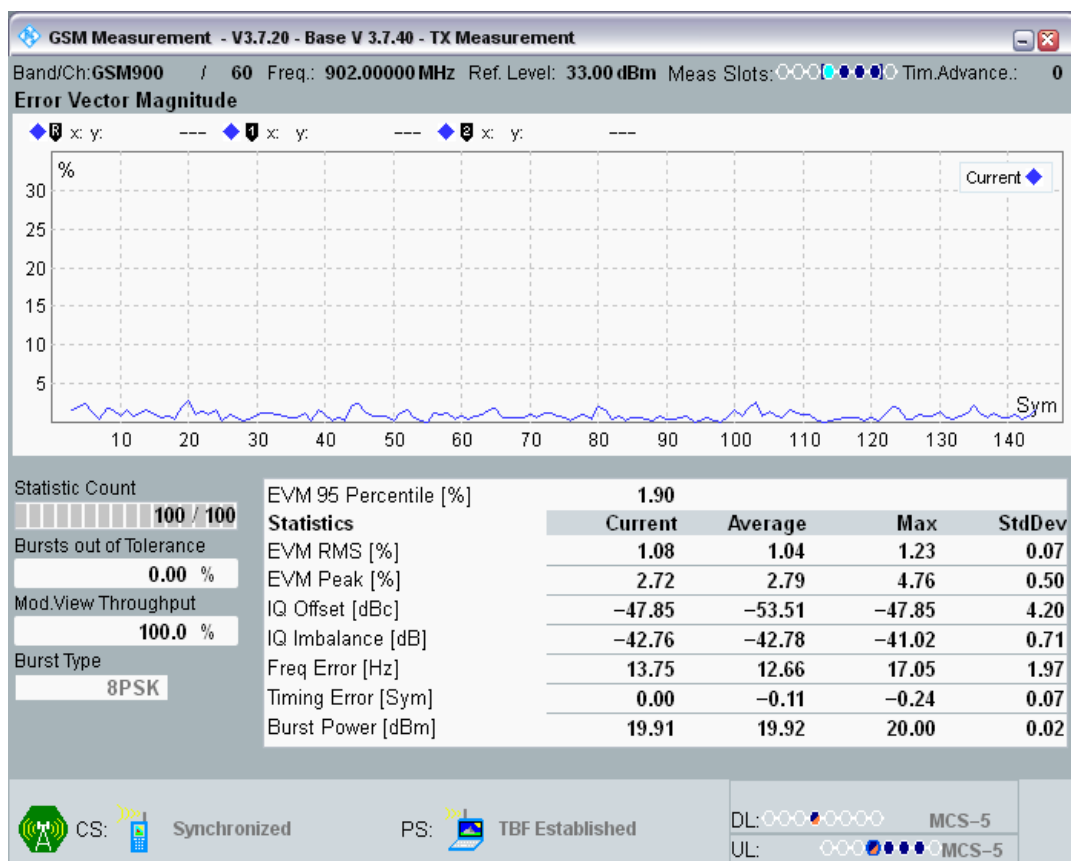 GSM Measurement - V3.7.20 - Base V 3.7.40 - TX Measurement
Band/Ch:GSM900 / 60 Freq.: 902.00000 MHz Ref. Level: 33.00 dBm Meas Slots: Tim.Advance.: 0
Error Vector Magnitude
R x: y: --- 1 x: y: --- 2 x: y: ---
%
Current
30
25
20
15
10
5
Sym
10 20 30 40 50 60 70 80 90 100 110 120 130 140
Statistic Count
100 / 100
Bursts out of Tolerance
0.00 %
Mod.View Throughput
100.0 %
Burst Type
8PSK
EVM 95 Percentile [%] 1.90
Statistics Current Average Max StdDev
EVM RMS [%] 1.08 1.04 1.23 0.07
EVM Peak [%] 2.72 2.79 4.76 0.50
IQ Offset [dBc] −47.85 −53.51 −47.85 4.20
IQ Imbalance [dB] −42.76 −42.78 −41.02 0.71
Freq Error [Hz] 13.75 12.66 17.05 1.97
Timing Error [Sym] 0.00 −0.11 −0.24 0.07
Burst Power [dBm] 19.91 19.92 20.00 0.02
CS: Synchronized PS: TBF Established
DL: MCS−5
UL: MCS−5